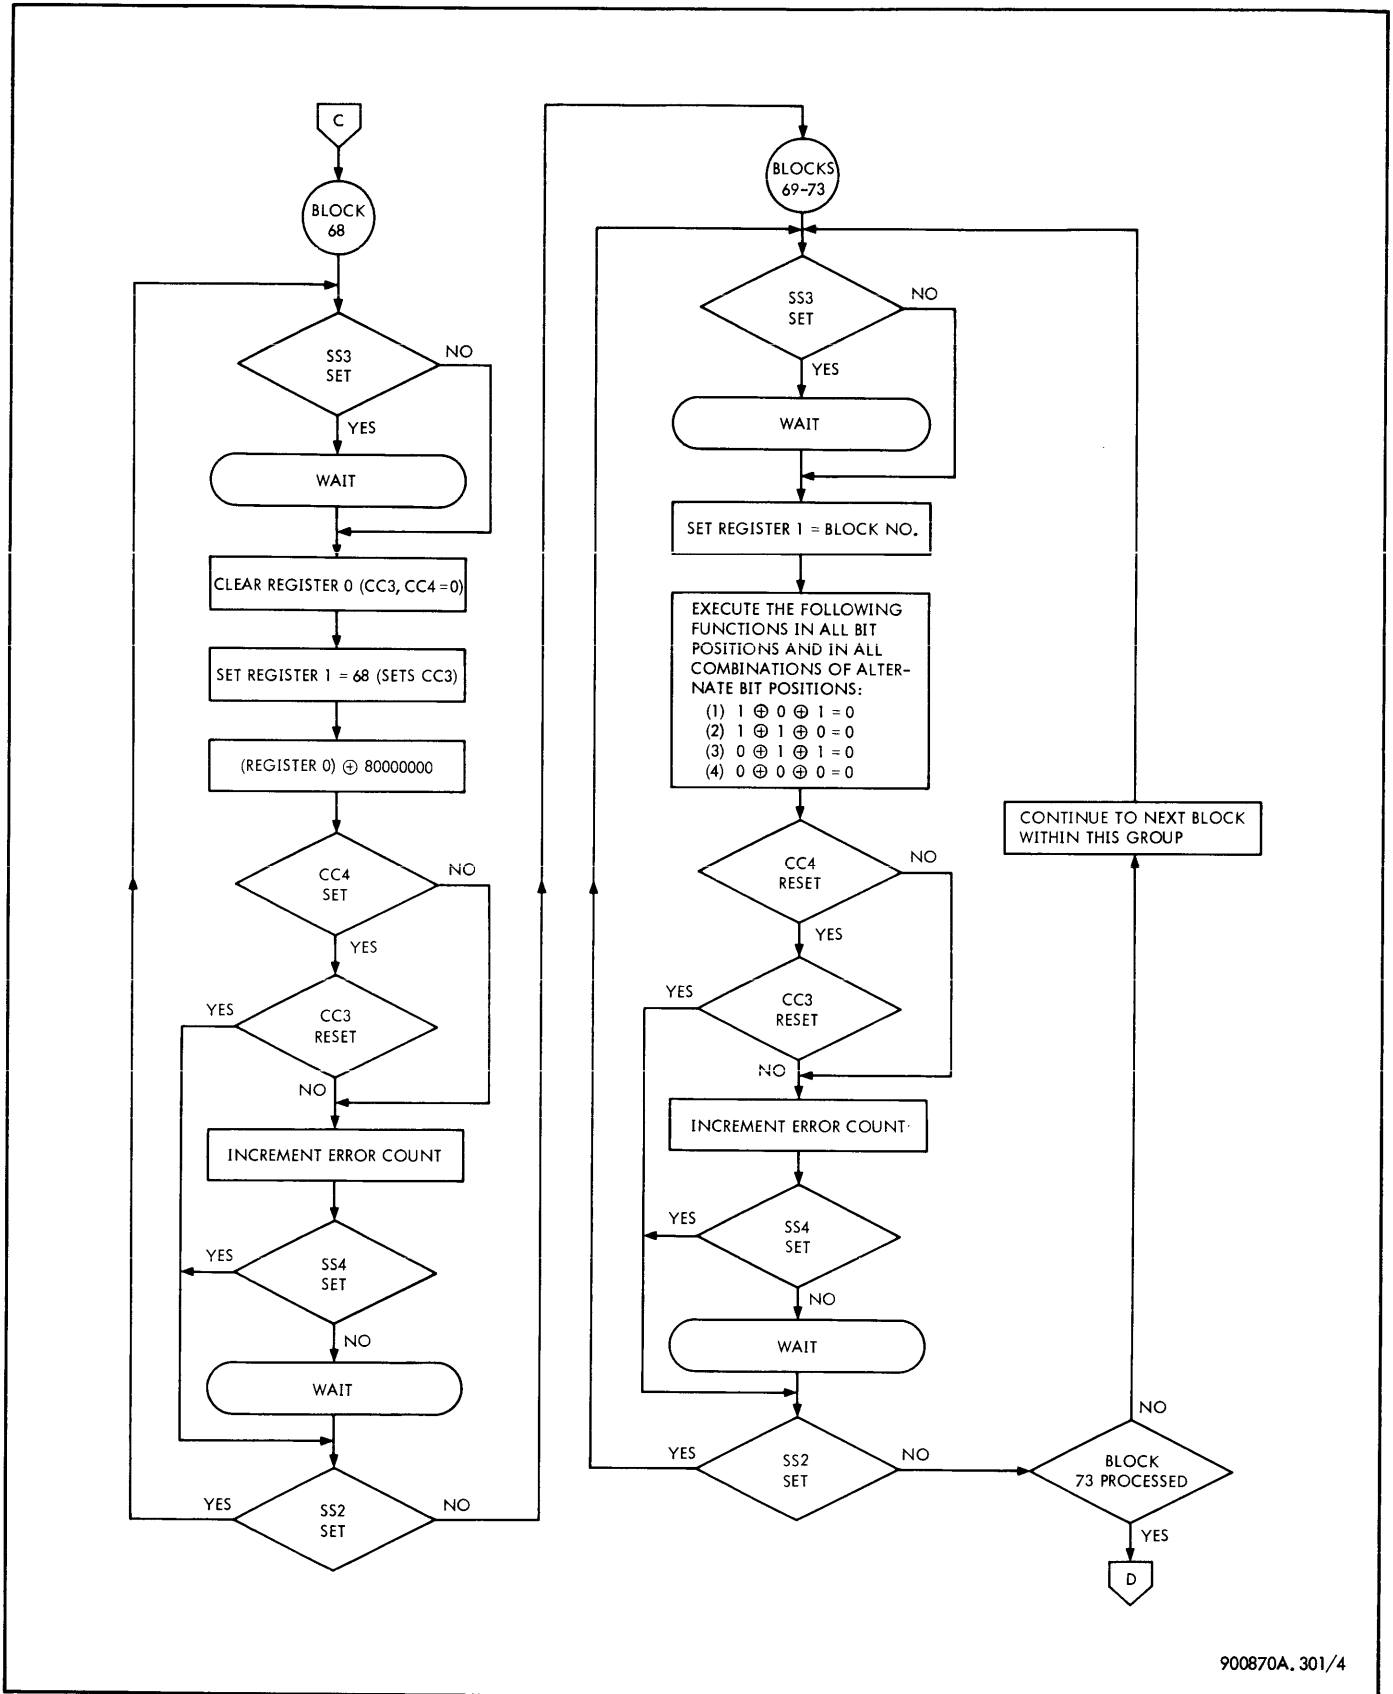 C
BLOCK
68
SS3
SET
NO
YES
WAIT
CLEAR REGISTER 0 (CC3, CC4=0)
SET REGISTER 1 = 68 (SETS CC3)
(REGISTER 0) ⊕ 80000000
CC4
SET
NO
YES
CC3
RESET
YES
NO
INCREMENT ERROR COUNT
SS4
SET
YES
NO
WAIT
SS2
SET
YES
NO
BLOCKS
69-73
SS3
SET
NO
YES
WAIT
SET REGISTER 1 = BLOCK NO.
EXECUTE THE FOLLOWING
FUNCTIONS IN ALL BIT
POSITIONS AND IN ALL
COMBINATIONS OF ALTER-
NATE BIT POSITIONS:
(1) 1 ⊕ 0 ⊕ 1 = 0
(2) 1 ⊕ 1 ⊕ 0 = 0
(3) 0 ⊕ 1 ⊕ 1 = 0
(4) 0 ⊕ 0 ⊕ 0 = 0
CC4
RESET
NO
YES
CC3
RESET
YES
NO
INCREMENT ERROR COUNT
SS4
SET
YES
NO
WAIT
SS2
SET
YES
NO
CONTINUE TO NEXT BLOCK
WITHIN THIS GROUP
NO
BLOCK
73 PROCESSED
YES
D
900870A. 301/4